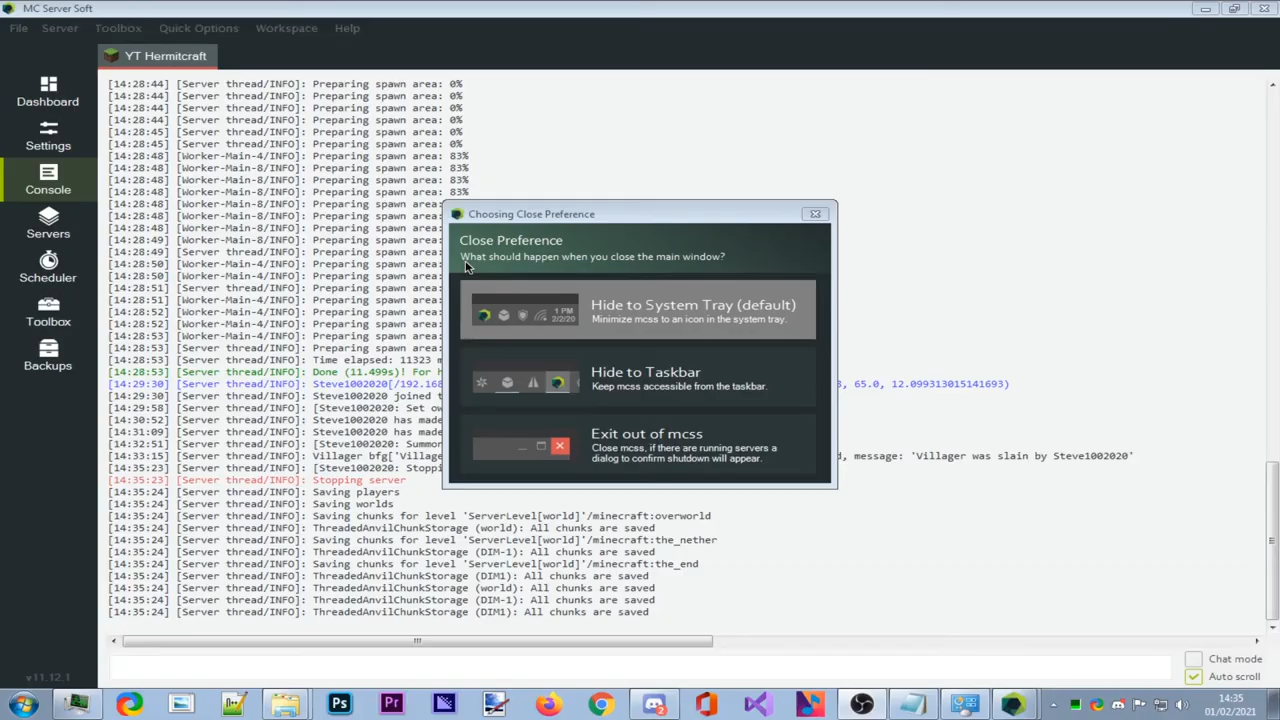 MC Server Soft
File Server Toolbox Quick Options Workspace Help
YT Hermitcraft
Dashboard
Settings
Console
Servers
Scheduler
Toolbox
Backups
v11.12.1
[14:28:44] [Server thread/INFO]: Preparing spawn area: 0%
[14:28:44] [Server thread/INFO]: Preparing spawn area: 0%
[14:28:44] [Server thread/INFO]: Preparing spawn area: 0%
[14:28:44] [Server thread/INFO]: Preparing spawn area: 0%
[14:28:45] [Server thread/INFO]: Preparing spawn area: 0%
[14:28:45] [Server thread/INFO]: Preparing spawn area: 0%
[14:28:48] [Worker-Main-4/INFO]: Preparing spawn area: 83%
[14:28:48] [Worker-Main-8/INFO]: Preparing spawn area: 83%
[14:28:48] [Worker-Main-8/INFO]: Preparing spawn area: 83%
[14:28:48] [Worker-Main-8/INFO]: Preparing spawn area: 83%
[14:28:48] [Worker-Main-8/INFO]: Preparing spawn area:
[14:28:48] [Worker-Main-8/INFO]: Preparing spawn area:
[14:28:48] [Worker-Main-8/INFO]: Preparing spawn area:
[14:28:49] [Worker-Main-8/INFO]: Preparing spawn area:
[14:28:49] [Server thread/INFO]: Preparing spawn area:
[14:28:50] [Worker-Main-4/INFO]: Preparing spawn area:
[14:28:50] [Worker-Main-4/INFO]: Preparing spawn area:
[14:28:51] [Worker-Main-4/INFO]: Preparing spawn area:
[14:28:52] [Worker-Main-4/INFO]: Preparing spawn area:
[14:28:52] [Worker-Main-4/INFO]: Preparing spawn area:
[14:28:53] [Worker-Main-4/INFO]: Preparing spawn area:
[14:28:53] [Server thread/INFO]: Preparing spawn area:
[14:28:53] [Server thread/INFO]: Time elapsed: 11323
[14:28:53] [Server thread/INFO]: Done (11.499s)! For h
[14:29:30] [Server thread/INFO]: Steve1002020[/192.168 3, 65.0, 12.099313015141693)
[14:29:30] [Server thread/INFO]: Steve1002020 joined t
[14:29:58] [Server thread/INFO]: [Steve1002020: Set ow
[14:30:52] [Server thread/INFO]: Steve1002020 has made
[14:31:09] [Server thread/INFO]: Steve1002020 has made
[14:32:51] [Server thread/INFO]: [Steve1002020: Summon
[14:33:15] [Server thread/INFO]: Villager bfg['Village d, message: 'Villager was slain by Steve1002020'
[14:35:23] [Server thread/INFO]: [Steve1002020: Stoppi
[14:35:23] [Server thread/INFO]: Stopping server
[14:35:24] [Server thread/INFO]: Saving players
[14:35:24] [Server thread/INFO]: Saving worlds
[14:35:24] [Server thread/INFO]: Saving chunks for level 'ServerLevel[world]'/minecraft:overworld
[14:35:24] [Server thread/INFO]: ThreadedAnvilChunkStorage (world): All chunks are saved
[14:35:24] [Server thread/INFO]: Saving chunks for level 'ServerLevel[world]'/minecraft:the_nether
[14:35:24] [Server thread/INFO]: ThreadedAnvilChunkStorage (DIM-1): All chunks are saved
[14:35:24] [Server thread/INFO]: Saving chunks for level 'ServerLevel[world]'/minecraft:the_end
[14:35:24] [Server thread/INFO]: ThreadedAnvilChunkStorage (DIM1): All chunks are saved
[14:35:24] [Server thread/INFO]: ThreadedAnvilChunkStorage (world): All chunks are saved
[14:35:24] [Server thread/INFO]: ThreadedAnvilChunkStorage (DIM-1): All chunks are saved
[14:35:24] [Server thread/INFO]: ThreadedAnvilChunkStorage (DIM1): All chunks are saved
Choosing Close Preference
Close Preference
What should happen when you close the main window?
1 PM
2/2/20
Hide to System Tray (default)
Minimize mcss to an icon in the system tray.
Hide to Taskbar
Keep mcss accessible from the taskbar.
Exit out of mcss
Close mcss, if there are running servers a
dialog to confirm shutdown will appear.
Chat mode
Auto scroll
Ps
Pr
2
14:35
01/02/2021